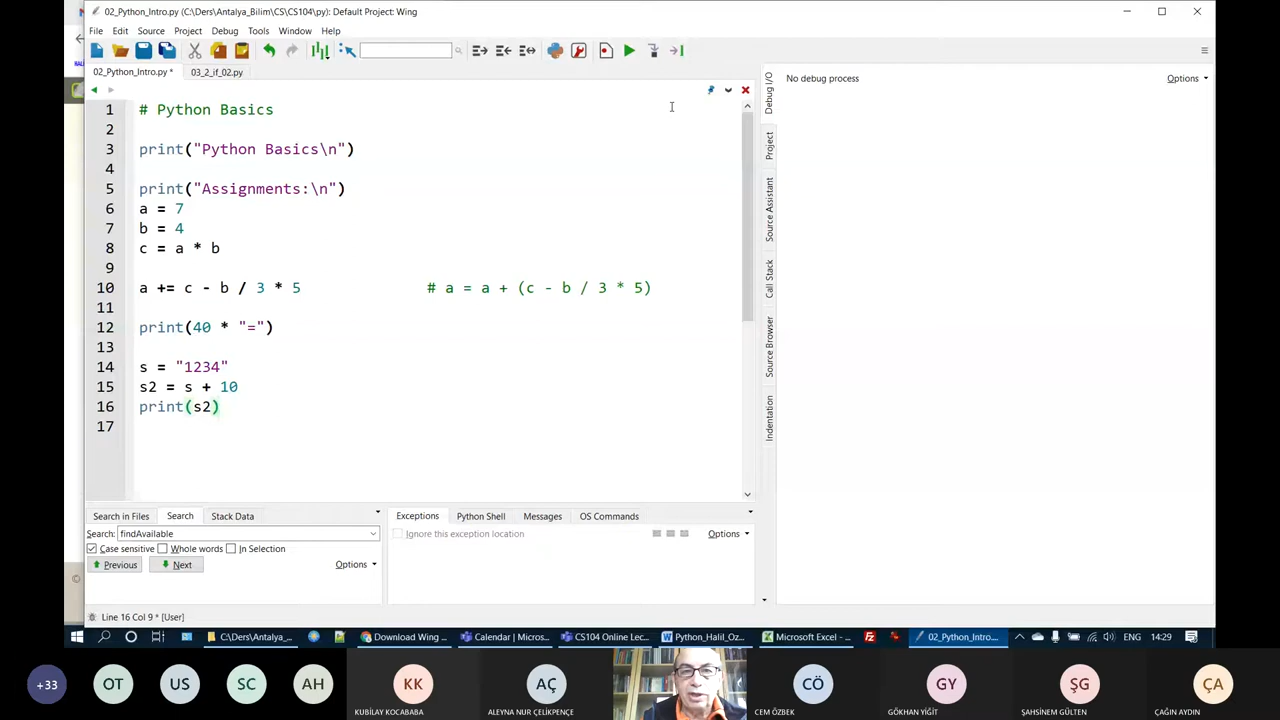 02_Python_Intro.py (C:\Ders\Antalya_Bilim\CS\CS104\py): Default Project: Wing
File Edit Source Project Debug Tools Window Help
02_Python_Intro.py * 03_2_if_02.py
1 # Python Basics
2
3 print("Python Basics\n")
4
5 print("Assignments:\n")
6 a = 7
7 b = 4
8 c = a * b
9
10 a += c - b / 3 * 5 # a = a + (c - b / 3 * 5)
11
12 print(40 * "=")
13
14 s = "1234"
15 s2 = s + 10
16 print(s2)
17
No debug process
Options
Debug I/O
Project
Source Assistant
Call Stack
Source Browser
Indentation
Search in Files Search Stack Data
Search: findAvailable
Case sensitive Whole words In Selection
Previous Next Options
Exceptions Python Shell Messages OS Commands
Ignore this exception location Options
Line 16 Col 9 * [User]
C:\Ders\Antalya_... Download Wing ... Calendar | Micros... CS104 Online Lec... Python_Halil_Oz... Microsoft Excel - ... 02_Python_Intro.... ENG 14:29
+33 OT US SC AH KK AÇ CÖ GY ŞG ÇA
KUBİLAY KOCABABA ALEYNA NUR ÇELİKPENÇE CEM ÖZBEK GÖKHAN YİĞİT ŞAHSİNEM GÜLTEN ÇAĞIN AYDIN